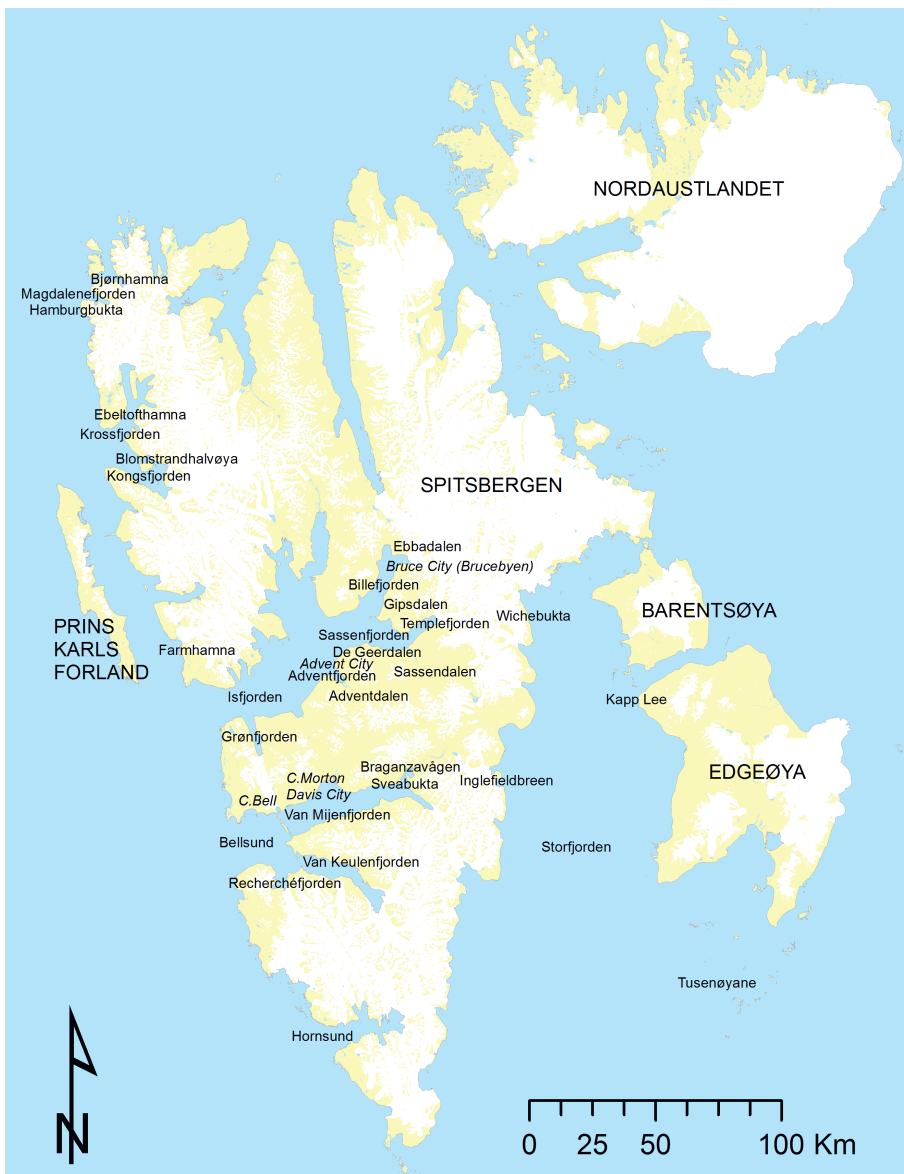 NORDAUSTLANDET
Bjørnhamna
Magdalenefjorden
Hamburgbukta
Ebeltofthamna
Krossfjorden
Blomstrandhalvøya
Kongsfjorden
SPITSBERGEN
Ebbadalen
Bruce City (Brucebyen)
Billefjorden
Gipsdalen
Wichebukta
BARENTSØYA
Templefjorden
PRINS
KARLS
FORLAND
Sassenfjorden
Farmhamna
De Geerdalen
Advent City
Sassendalen
Adventfjorden
Isfjorden
Adventdalen
Kapp Lee
Grønfjorden
Braganzavågen
EDGEØYA
C.Morton
Sveabukta
Inglefieldbreen
Davis City
C.Bell
Van Mijenfjorden
Bellsund
Storfjorden
Van Keulenfjorden
Recherchéfjorden
Tusenøyane
Hornsund
N
0 25 50 100 Km